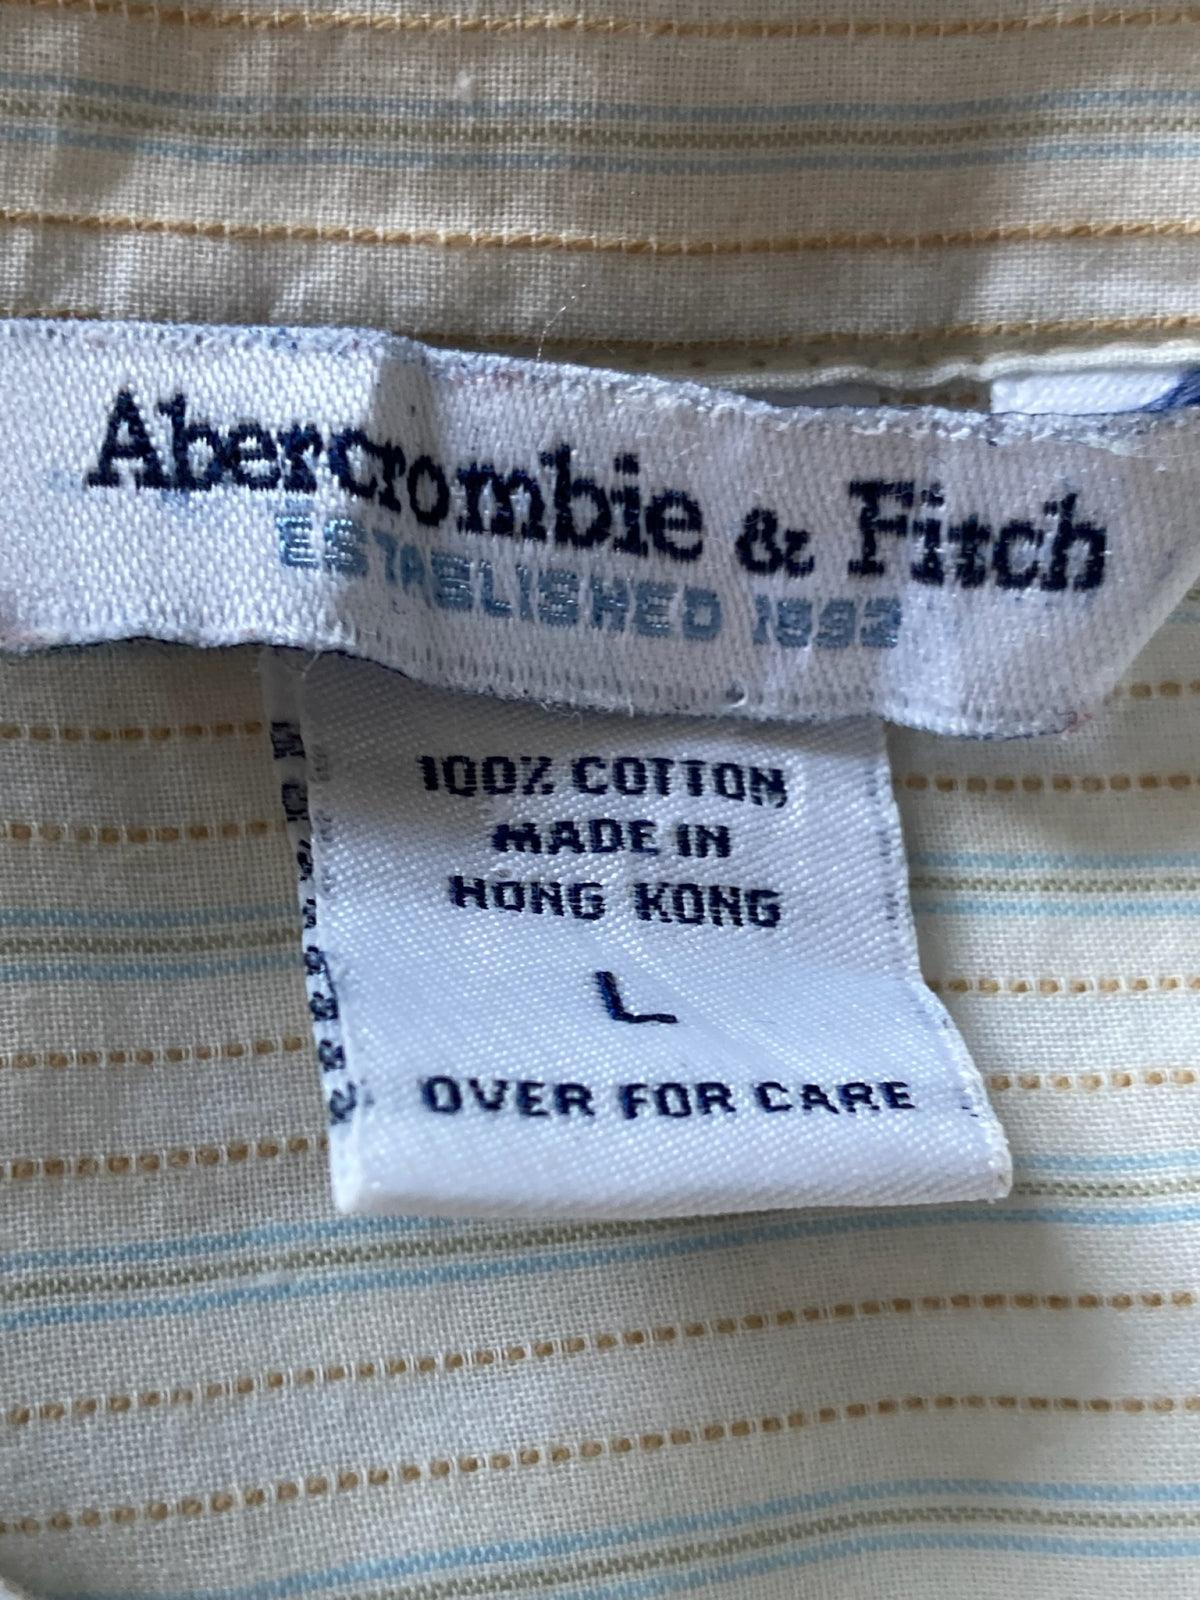 Abercrombie & Fitch
ESTABLISHED 1892
100% COTTON
MADE IN
HONG KONG
L
OVER FOR CARE